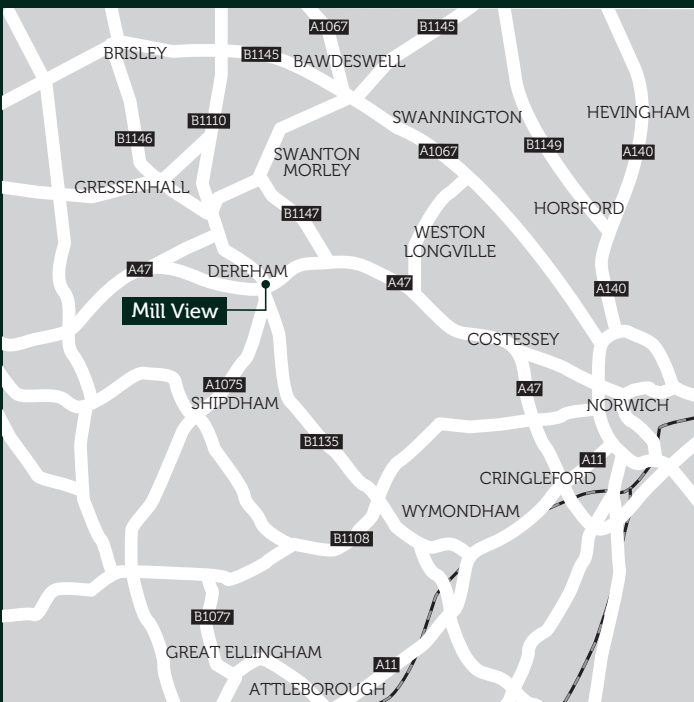 A1067
B1145
BRISLEY
B1145
BAWDESWELL
HEVINGHAM
SWANNINGTON
B1110
B1146
B1149
A140
A1067
SWANTON
MORLEY
GRESSENHALL
HORSFORD
B1147
WESTON
LONGVILLE
A47
DEREHAM
A47
A140
Mill View
COSTESSEY
A1075
A47
SHIPDHAM
NORWICH
B1135
A11
CRINGLEFORD
WYMONDHAM
B1108
B1077
GREAT ELLINGHAM
A11
ATTLEBOROUGH